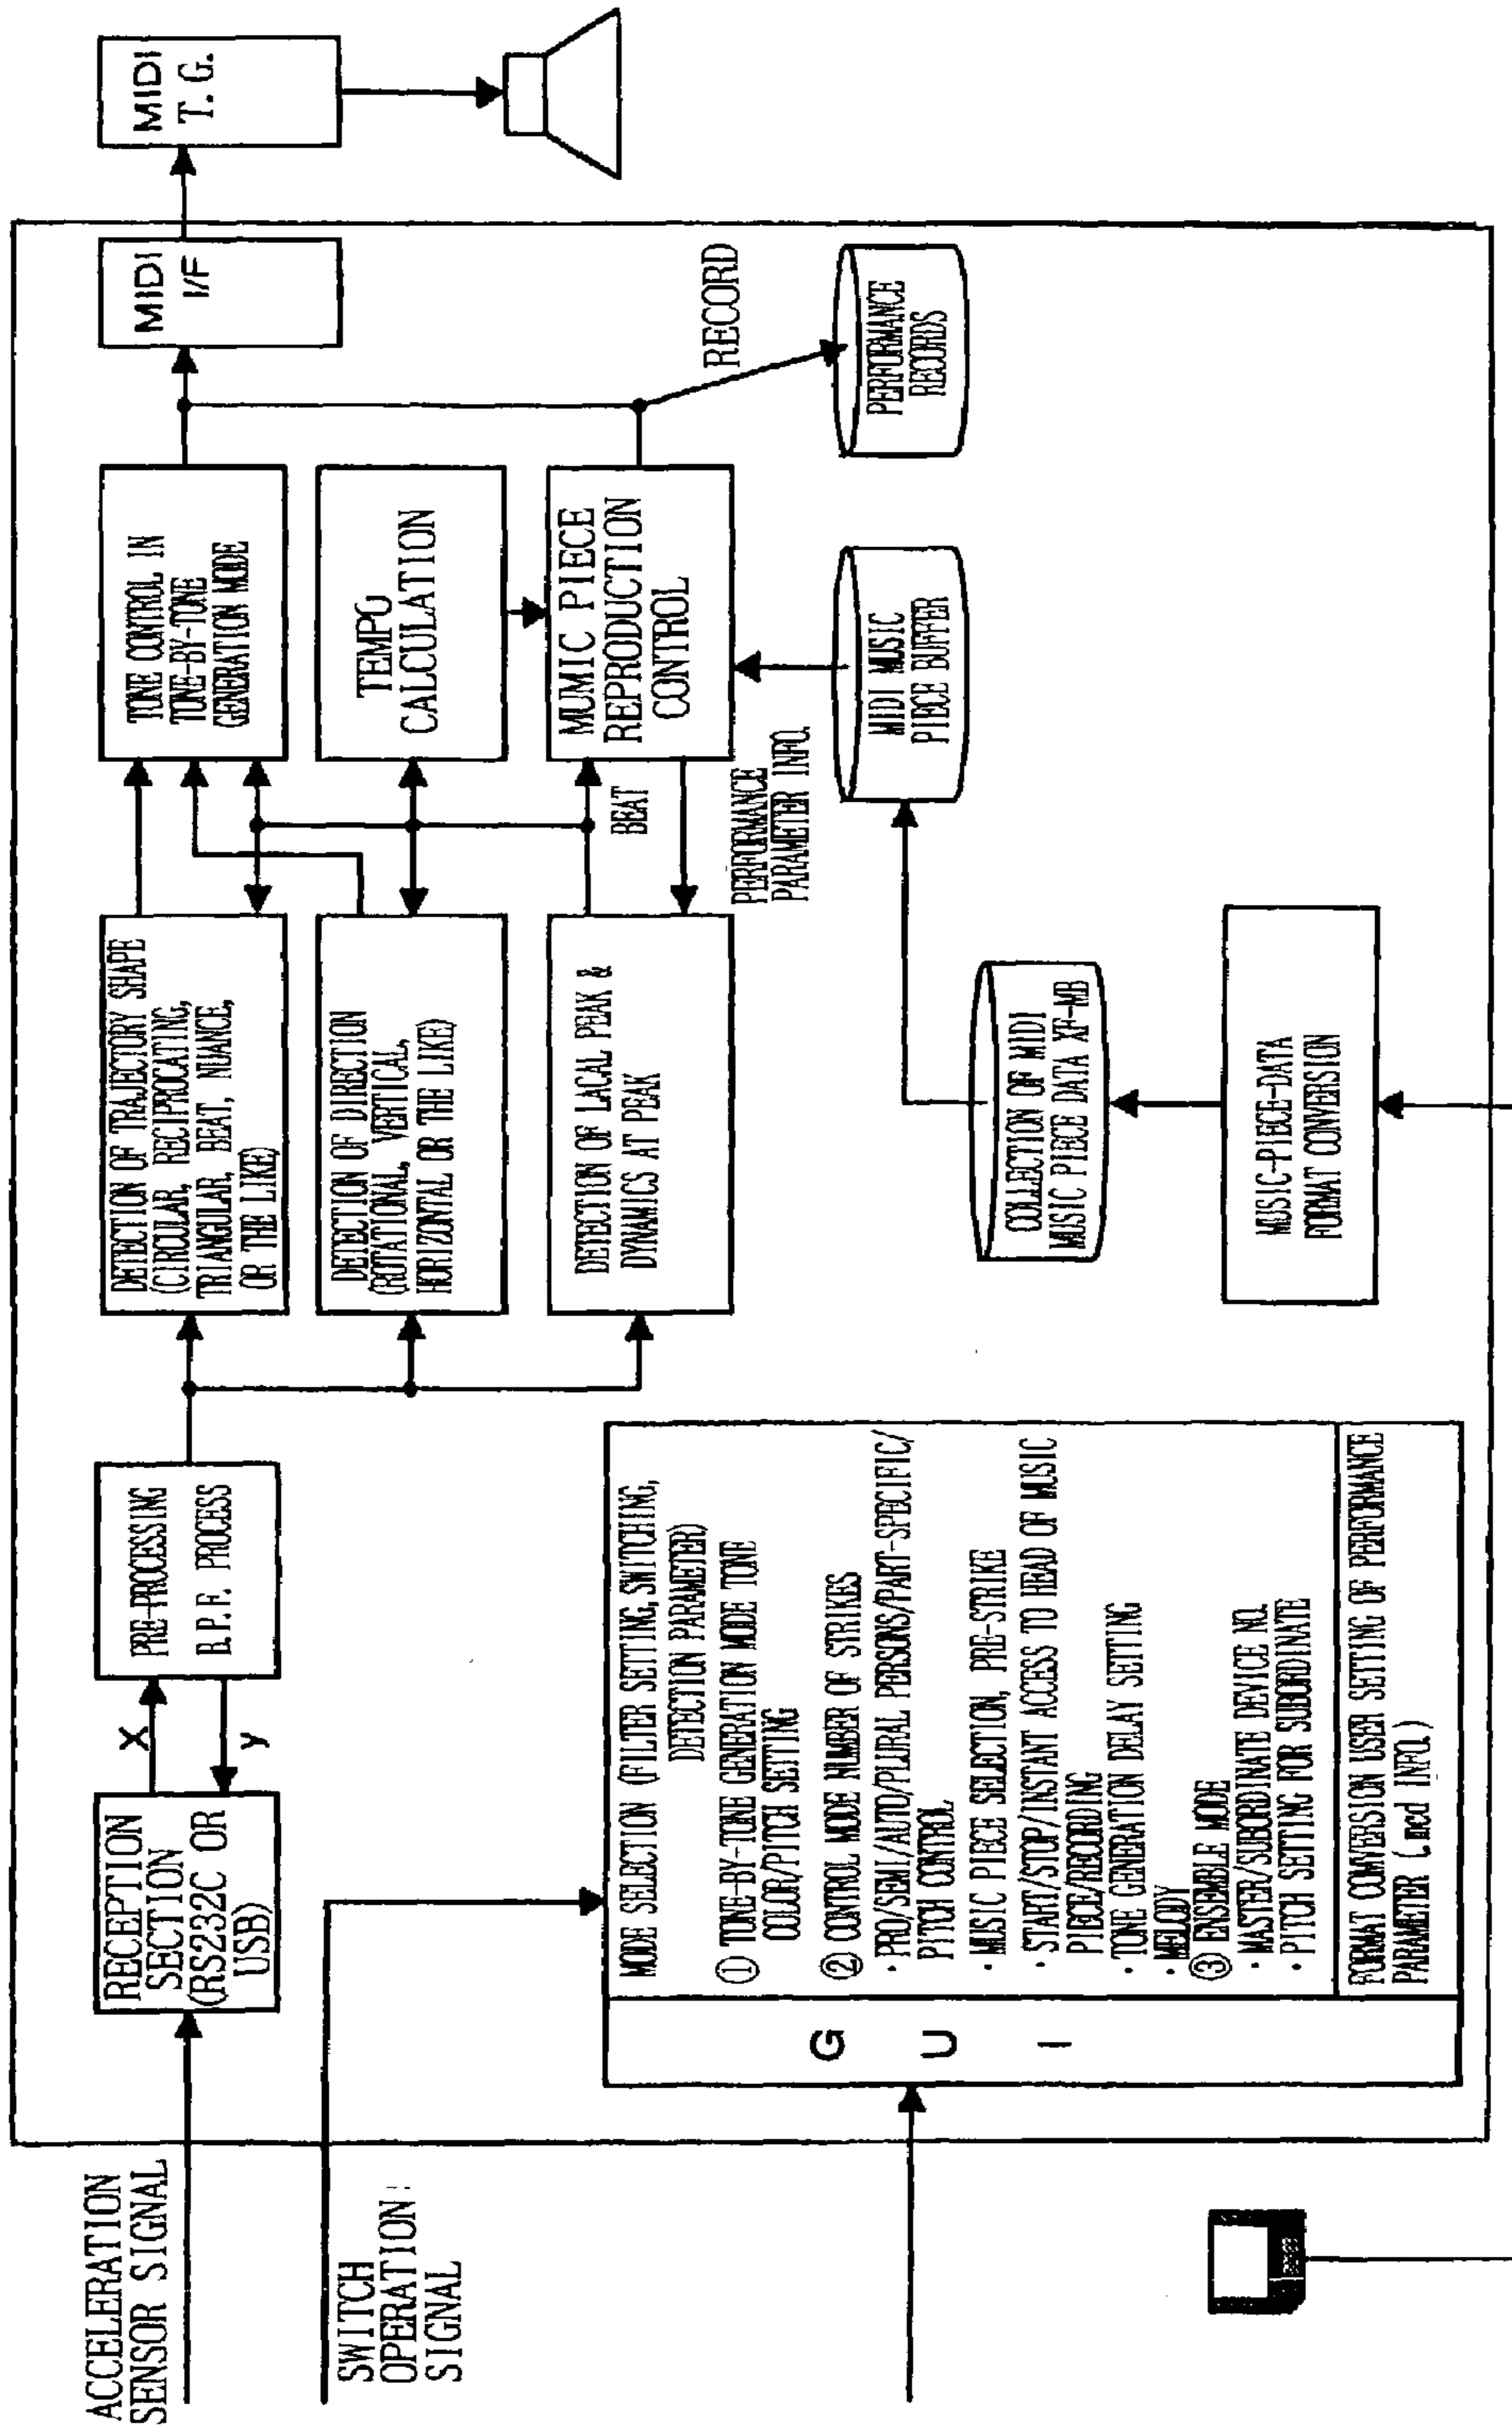 ACCLERATION
SENSOR SIGNAL
SWITCH
OPERATION
SIGNAL
RECEPTION
SECTION
(RS232C OR
USB)
X
y
PRE-PROCESSING
B.P.F. PROCESS
DETECTION OF TRAJECTORY SHAPE
(CIRCULAR, RECIPROCATING,
TRIANGULAR, BEAT, NUANCE,
OR THE LIKE)
DETECTION OF DIRECTION
(ROTATIONAL, VERTICAL,
HORIZONTAL OR THE LIKE)
DETECTION OF LACAL PEAK &
DYNAMICS AT PEAK
TONE CONTROL IN
TONE-BY-TONE
GENERATION MODE
TEMPO
CALCULATION
MUMIC PIECE
REPRODUCTION
CONTROL
BEAT
PERFORMANCE
PARAMETER INFO.
MIDI
I/F
MIDI
T. G.
RECORD
PERFORMANCE
RECORDS
MIDI MUSIC
PIECE BUFFER
COLLECTION OF MIDI
MUSIC PIECE DATA XF-MB
MUSIC-PIECE-DATA
FORMAT CONVERSION
G U I
MODE SELECTION (FILTER SETTING, SWITCHING,
DETECTION PARAMETER)
① TONE-BY-TONE GENERATION MODE TONE
COLOR/PITCH SETTING
② CONTROL MODE NUMBER OF STRIKES
・PRO/SEMI/AUTO/PLURAL PERSONS/PART-SPECIFIC/
PITCH CONTROL
・MUSIC PIECE SELECTION, PRE-STRIKE
・START/STOP/INSTANT ACCESS TO HEAD OF MUSIC
PIECE/RECORDING
・TONE GENERATION DELAY SETTING
・MELODY
③ ENSEMBLE MODE
・MASTER/SUBORDINATE DEVICE NO.
・PITCH SETTING FOR SUBORDINATE
FORMAT CONVERSION USER SETTING OF PERFORMANCE
PARAMETER (.mcd INFO.)